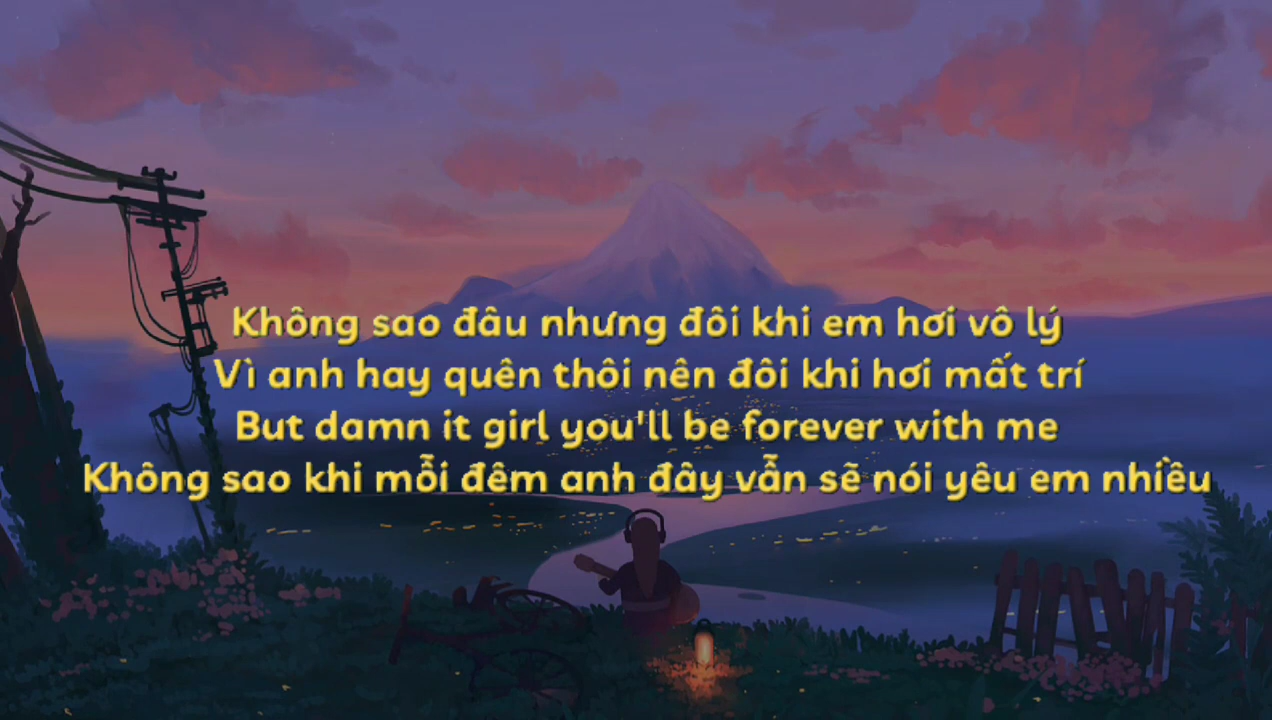 Không sao đâu nhưng đôi khi em hơi vô lý
Vì anh hay quên thôi nên đôi khi hơi mất trí
But damn it girl you'll be forever with me
Không sao khi mỗi đêm anh đây vẫn sẽ nói yêu em nhiều